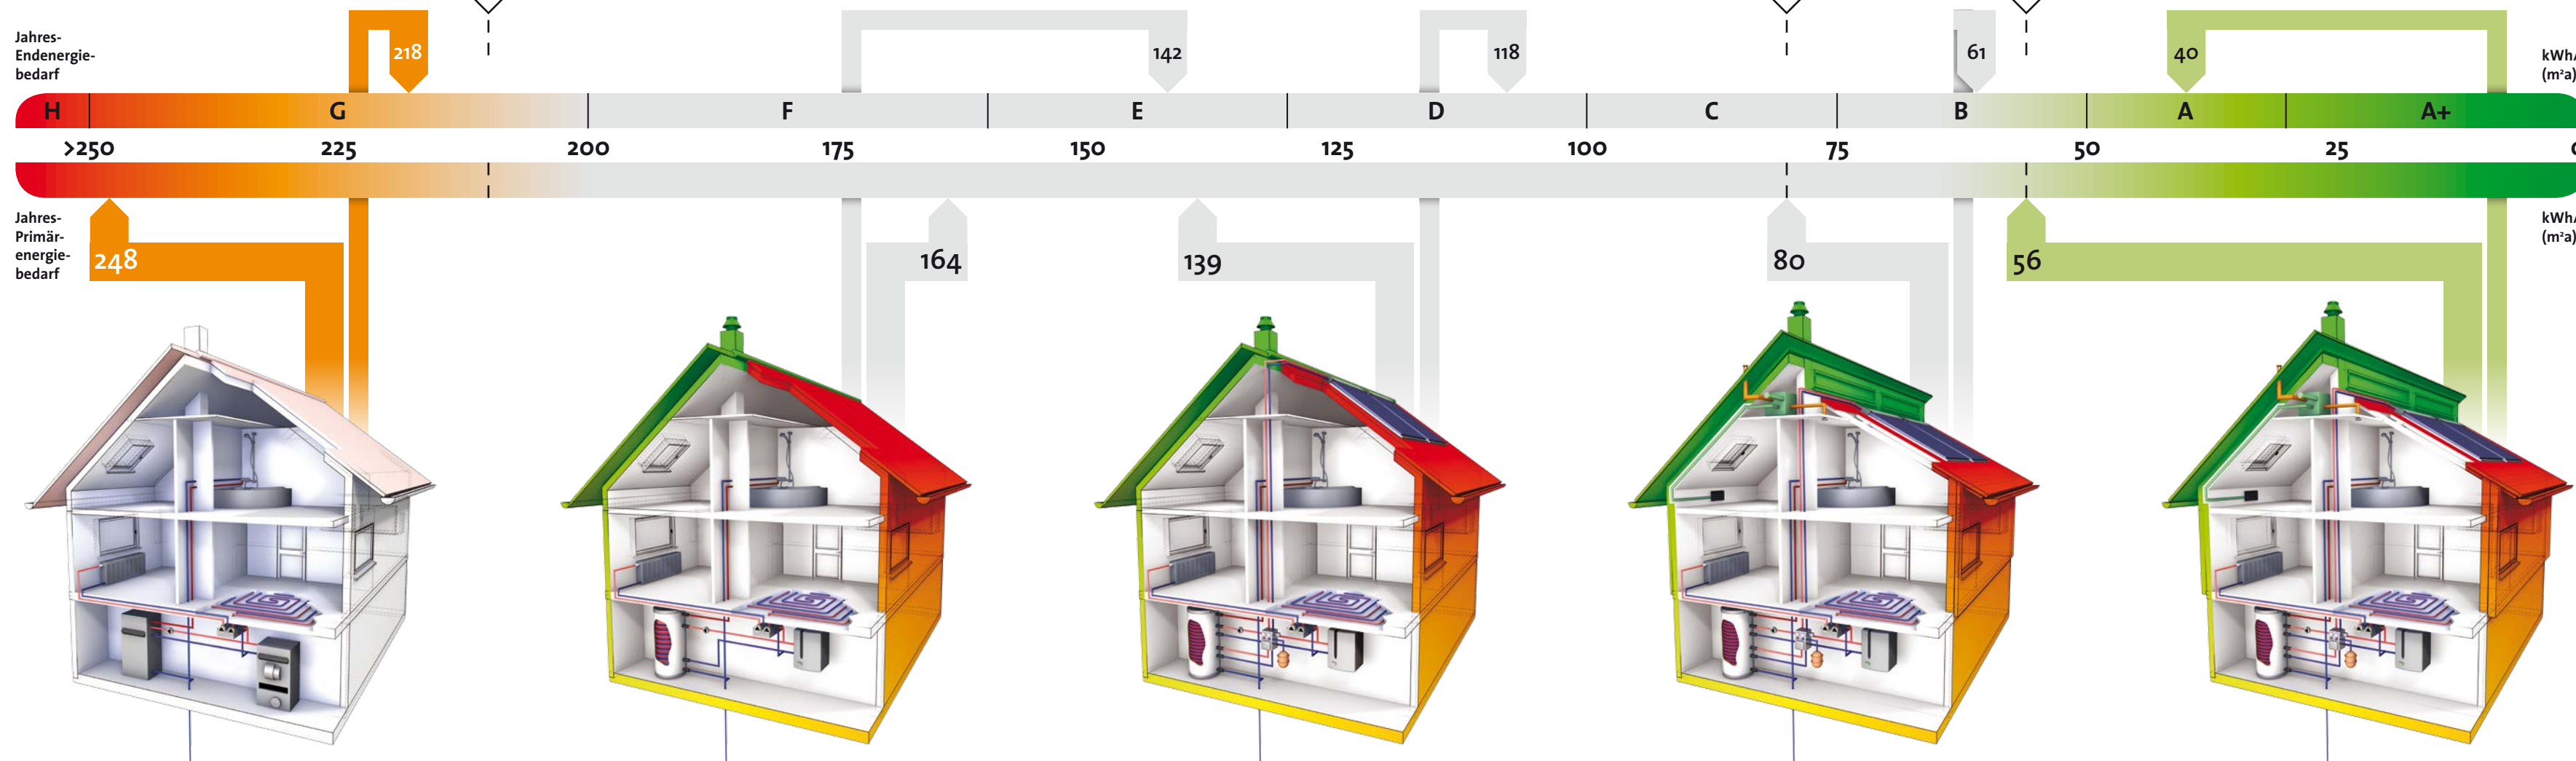 Jahres-
Endenergie-
bedarf
218
142
118
61
40
kWh/
(m²a)
H
G
F
E
D
C
B
A
A+
>250
225
200
175
150
125
100
75
50
25
Jahres-
Primär-
energie-
bedarf
248
164
139
80
56
kWh/
(m²a)